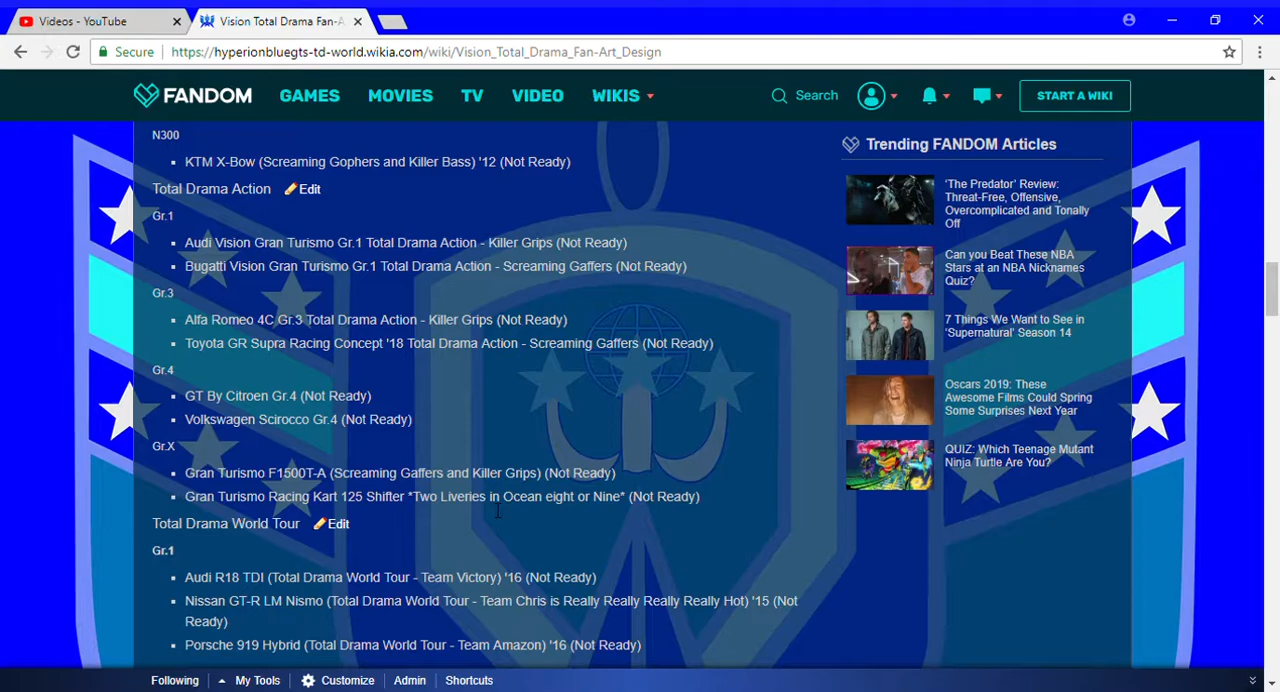 Videos - YouTube
Vision Total Drama Fan-A
Secure
https://hyperionbluegts-td-world.wikia.com/wiki/Vision_Total_Drama_Fan-Art_Design
FANDOM
GAMES
MOVIES
TV
VIDEO
WIKIS
Search
START A WIKI
N300
KTM X-Bow (Screaming Gophers and Killer Bass) '12 (Not Ready)
Total Drama Action Edit
Gr.1
Audi Vision Gran Turismo Gr.1 Total Drama Action - Killer Grips (Not Ready)
Bugatti Vision Gran Turismo Gr.1 Total Drama Action - Screaming Gaffers (Not Ready)
Gr.3
Alfa Romeo 4C Gr.3 Total Drama Action - Killer Grips (Not Ready)
Toyota GR Supra Racing Concept '18 Total Drama Action - Screaming Gaffers (Not Ready)
Gr.4
GT By Citroen Gr.4 (Not Ready)
Volkswagen Scirocco Gr.4 (Not Ready)
Gr.X
Gran Turismo F1500T-A (Screaming Gaffers and Killer Grips) (Not Ready)
Gran Turismo Racing Kart 125 Shifter *Two Liveries in Ocean eight or Nine* (Not Ready)
Total Drama World Tour Edit
Gr.1
Audi R18 TDI (Total Drama World Tour - Team Victory) '16 (Not Ready)
Nissan GT-R LM Nismo (Total Drama World Tour - Team Chris is Really Really Really Really Hot) '15 (Not
Ready)
Porsche 919 Hybrid (Total Drama World Tour - Team Amazon) '16 (Not Ready)
Trending FANDOM Articles
'The Predator' Review:
Threat-Free, Offensive,
Overcomplicated and Tonally
Off
Can you Beat These NBA
Stars at an NBA Nicknames
Quiz?
7 Things We Want to See in
'Supernatural' Season 14
Oscars 2019: These
Awesome Films Could Spring
Some Surprises Next Year
QUIZ: Which Teenage Mutant
Ninja Turtle Are You?
Following
My Tools
Customize
Admin
Shortcuts